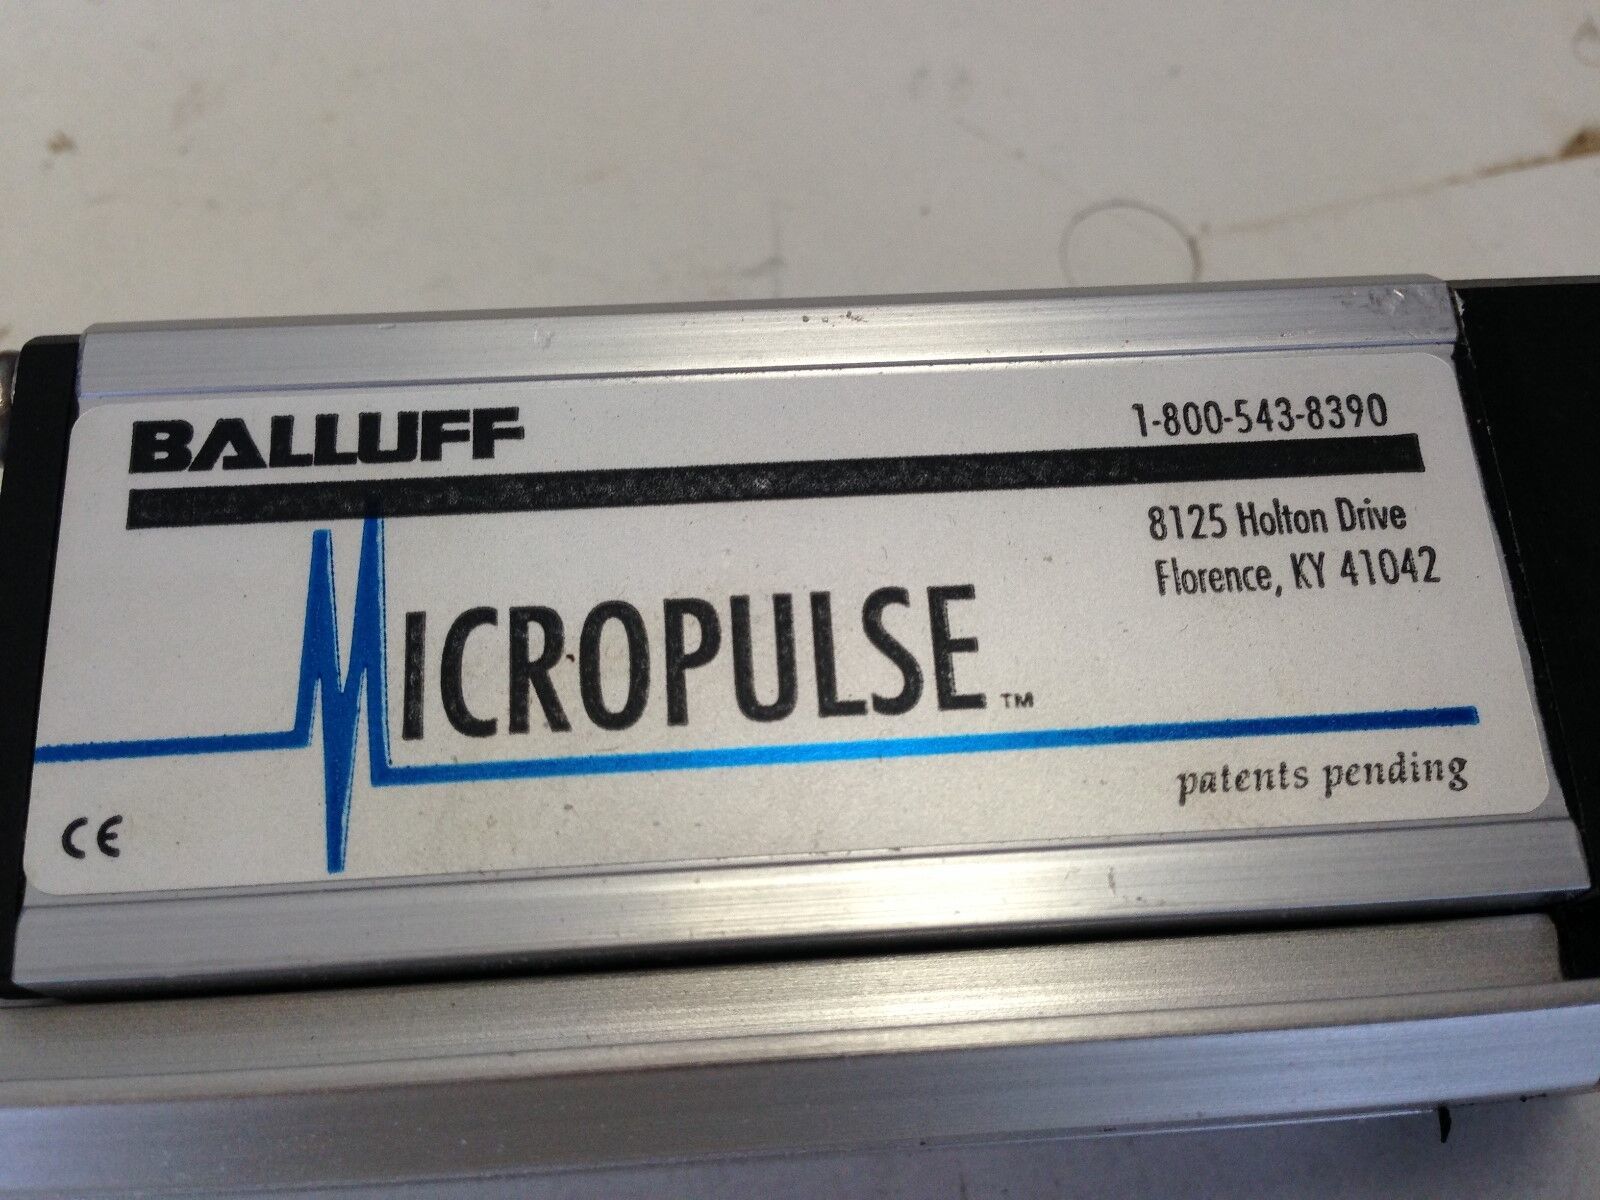 BALLUFF
1-800-543-8390
8125 Holton Drive
Florence, KY 41042
MICROPULSE™
patents pending
CE